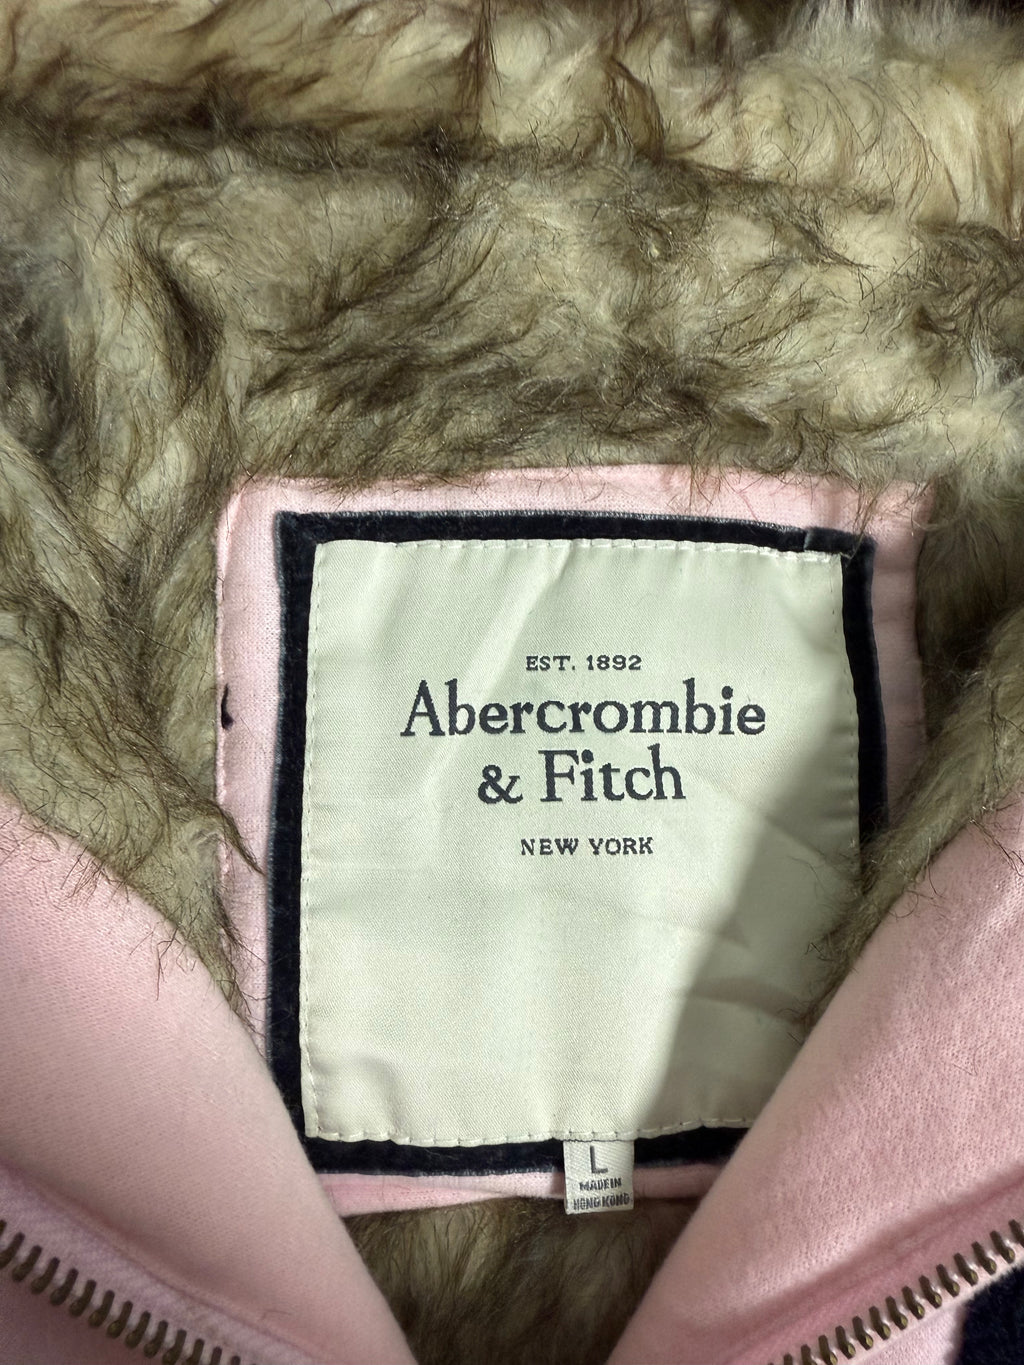 EST. 1892
Abercrombie
& Fitch
NEW YORK
L
MADE IN
HONG KONG